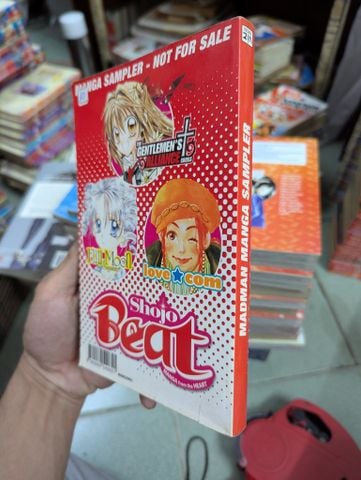 MANGA SAMPLER - NOT FOR SALE
THE GENTLEMEN'S
ALLIANCE
CROSS
love★com
Shojo
Beat
MANGA from the HEART
MADMAN MANGA SAMPLER